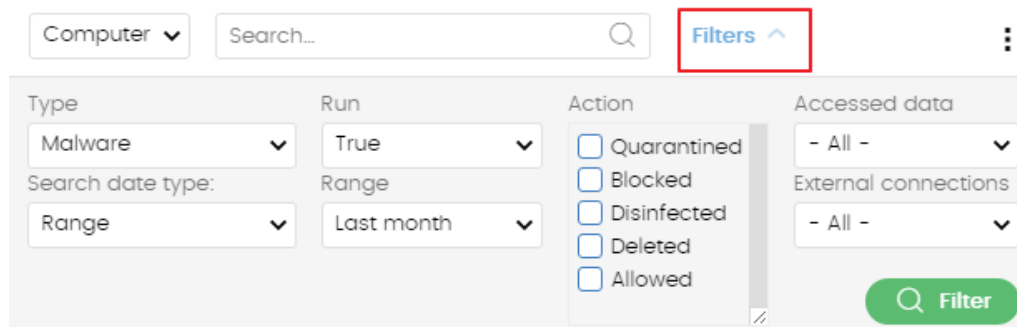 Computer
Search...
Filters
Type
Run
Action
Accessed data
Malware
True
Quarantined
- All -
Search date type:
Range
Blocked
External connections
Range
Last month
Disinfected
- All -
Deleted
Allowed
Filter